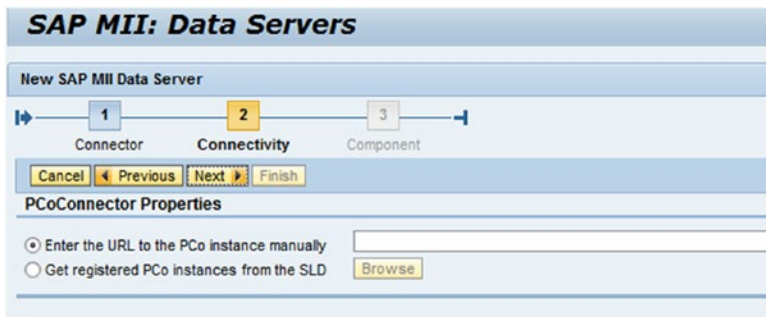 SAP MII: Data Servers
New SAP MII Data Server
1 2 3
Connector Connectivity Component
Cancel Previous Next Finish
PCoConnector Properties
Enter the URL to the PCo instance manually
Get registered PCo instances from the SLD Browse